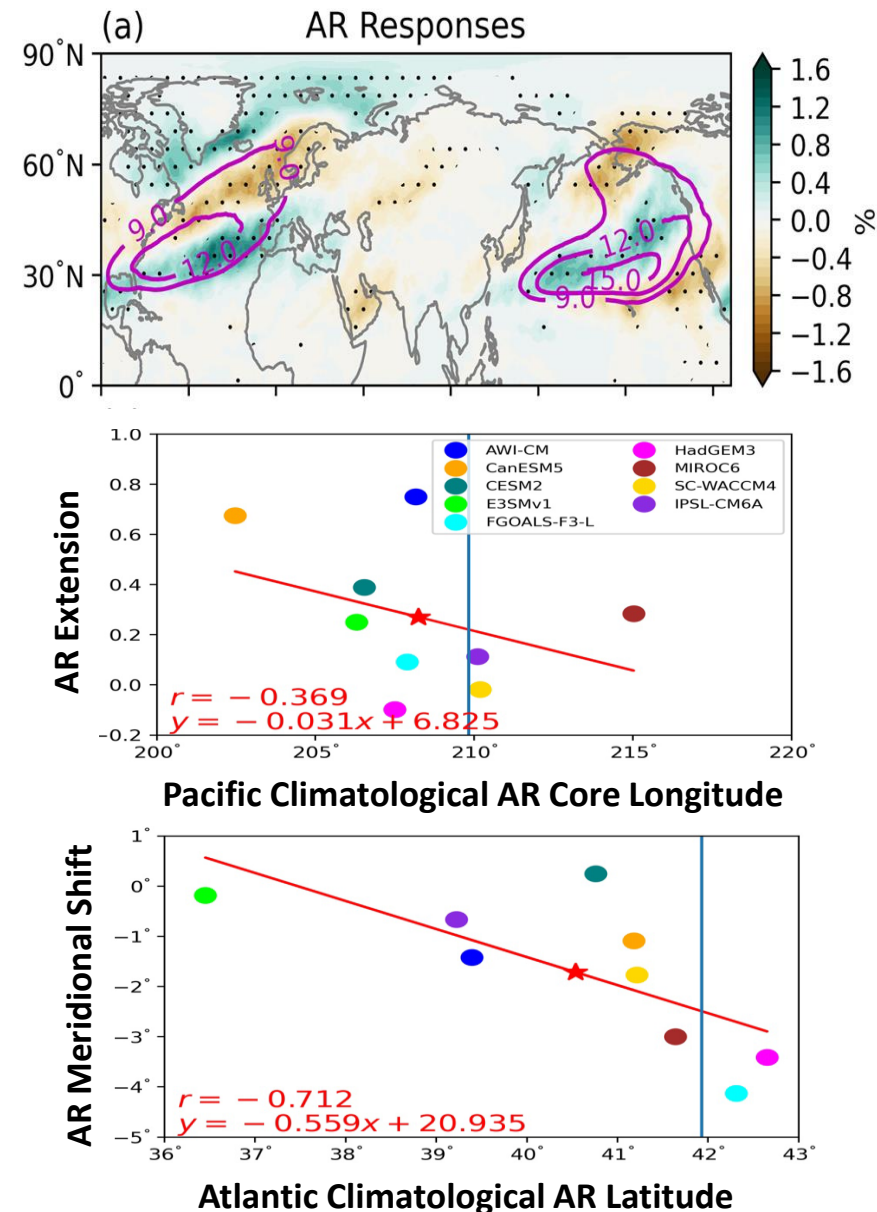 (a) AR Responses
90°N
60°N
30°N
0°
9.0
12.0
9.0
12.0
15.0
9.0
1.6
1.2
0.8
0.4
0.0
−0.4
−0.8
−1.2
−1.6
%
AR Extension
1.0
0.8
0.6
0.4
0.2
0.0
−0.2
AWI-CM
CanESM5
CESM2
E3SMv1
FGOALS-F3-L
HadGEM3
MIROC6
SC-WACCM4
IPSL-CM6A
r = − 0.369
y = − 0.031x + 6.825
200° 205° 210° 215° 220°
Pacific Climatological AR Core Longitude
AR Meridional Shift
1°
0°
−1°
−2°
−3°
−4°
−5°
r = − 0.712
y = − 0.559x + 20.935
36° 37° 38° 39° 40° 41° 42° 43°
Atlantic Climatological AR Latitude